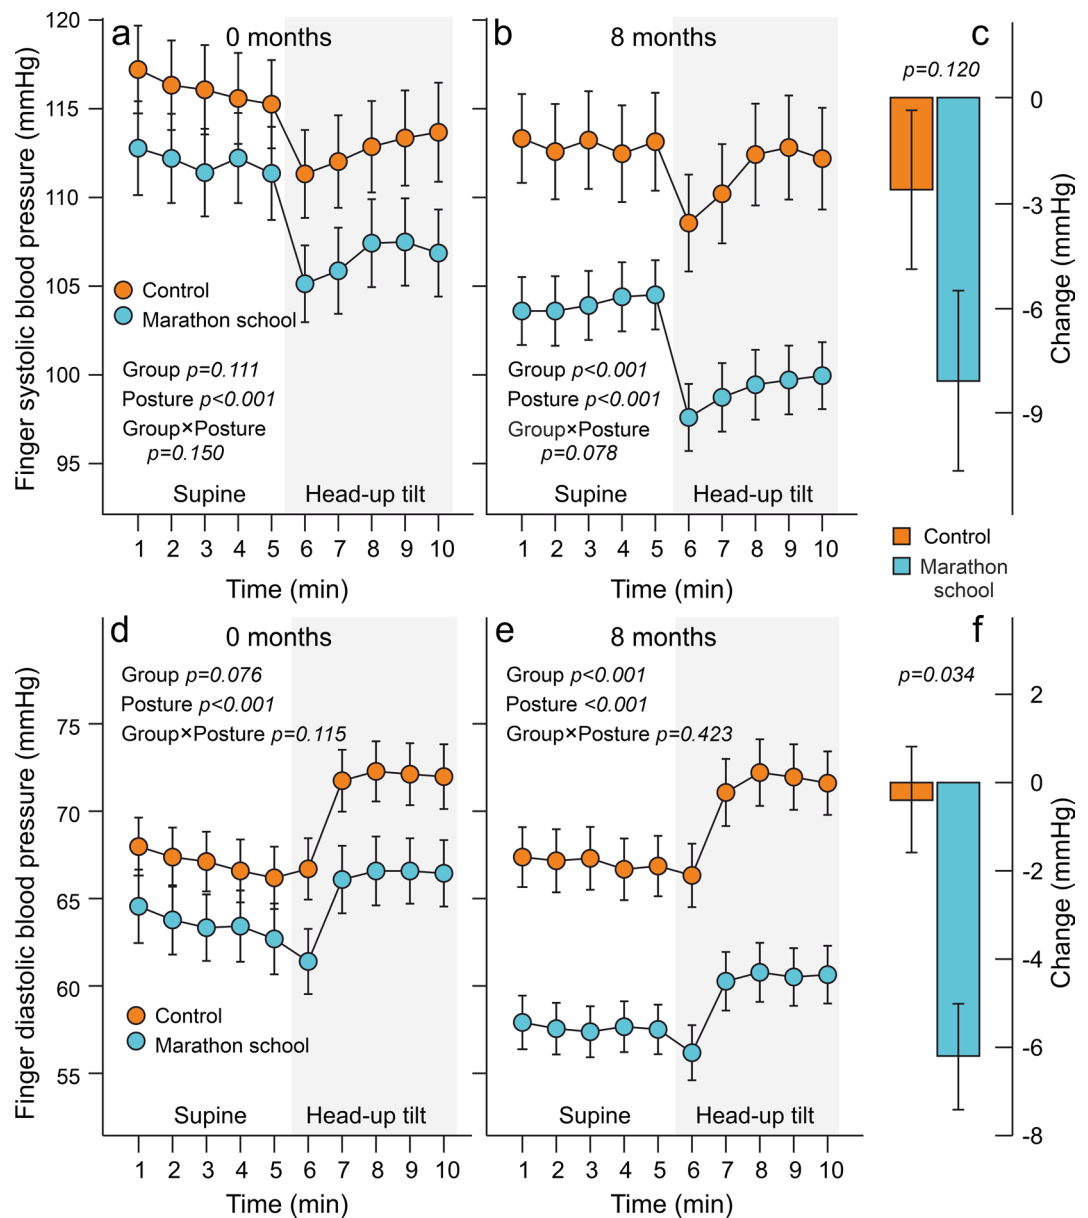 a
0 months
Finger systolic blood pressure (mmHg)
120
115
110
105
100
95
Control
Marathon school
Group p=0.111
Posture p<0.001
Group×Posture
p=0.150
Supine
Head-up tilt
1 2 3 4 5 6 7 8 9 10
Time (min)
b
8 months
Group p<0.001
Posture p<0.001
Group×Posture
p=0.078
Supine
Head-up tilt
1 2 3 4 5 6 7 8 9 10
Time (min)
c
p=0.120
0
-3
-6
-9
Change (mmHg)
Control
Marathon
school
d
0 months
Finger diastolic blood pressure (mmHg)
Group p=0.076
Posture p<0.001
Group×Posture p=0.115
75
70
65
60
55
Control
Marathon school
Supine
Head-up tilt
1 2 3 4 5 6 7 8 9 10
Time (min)
e
8 months
Group p<0.001
Posture <0.001
Group×Posture p=0.423
Supine
Head-up tilt
1 2 3 4 5 6 7 8 9 10
Time (min)
f
p=0.034
2
0
-2
-4
-6
-8
Change (mmHg)